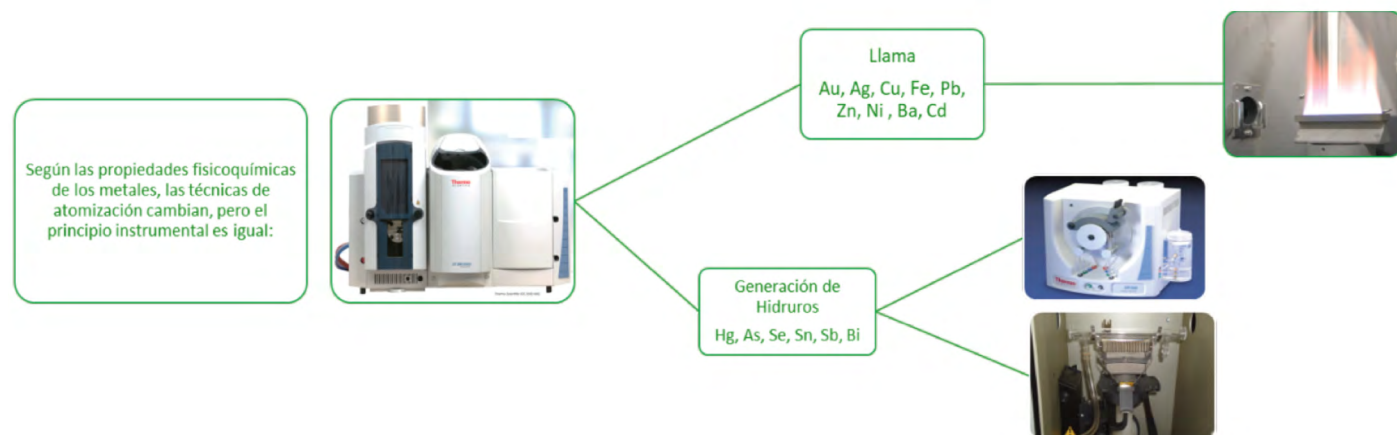 Según las propiedades fisicoquímicas
de los metales, las técnicas de
atomización cambian, pero el
principio instrumental es igual:
Thermo
Llama
Au, Ag, Cu, Fe, Pb,
Zn, Ni , Ba, Cd
Generación de
Hidruros
Hg, As, Se, Sn, Sb, Bi
Thermo